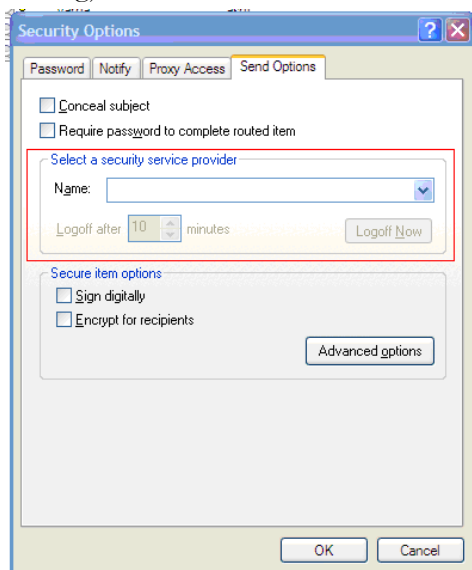 Security Options
Password Notify Proxy Access Send Options
Conceal subject
Require password to complete routed item
Select a security service provider
Name:
Logoff after 10 minutes Logoff Now
Secure item options
Sign digitally
Encrypt for recipients
Advanced options
OK Cancel